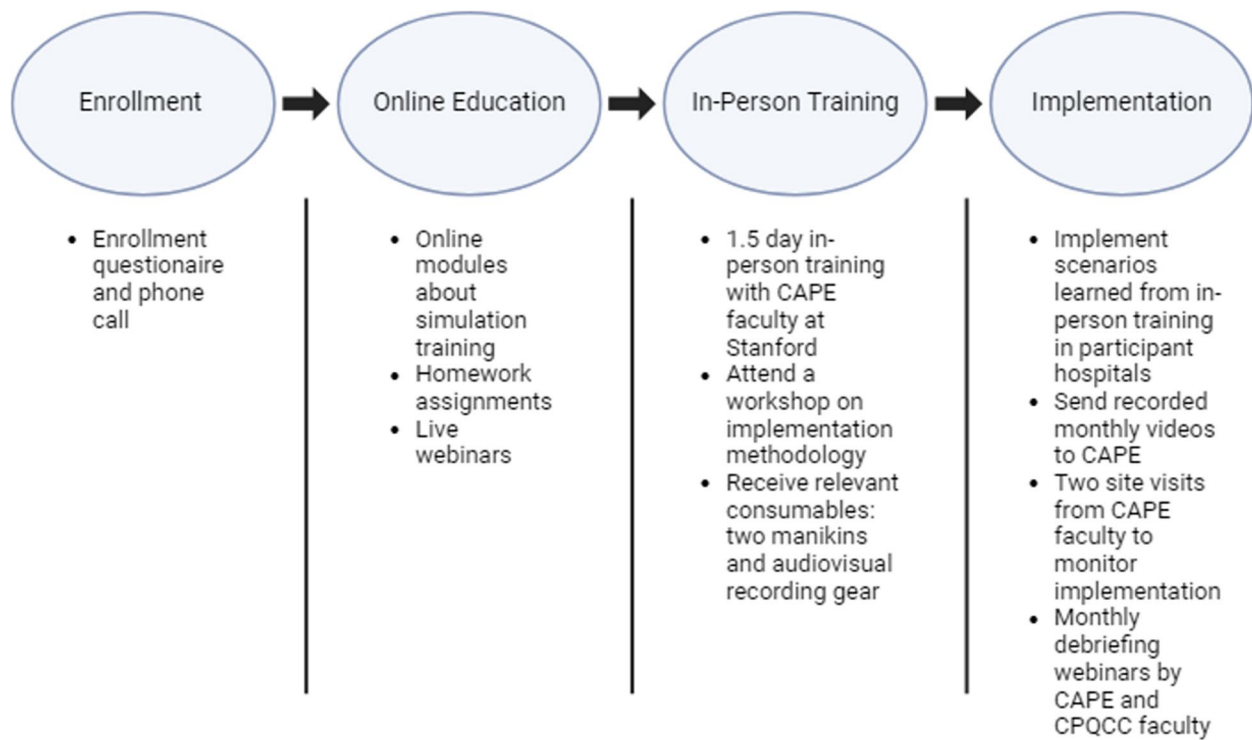 Enrollment
Online Education
In-Person Training
Implementation
• Enrollment
questionaire
and phone
call
• Online
modules
about
simulation
training
• Homework
assignments
• Live
webinars
• 1.5 day in-
person training
with CAPE
faculty at
Stanford
• Attend a
workshop on
implementation
methodology
• Receive relevant
consumables:
two manikins
and audiovisual
recording gear
• Implement
scenarios
learned from in-
person training
in participant
hospitals
• Send recorded
monthly videos
to CAPE
• Two site visits
from CAPE
faculty to
monitor
implementation
• Monthly
debriefing
webinars by
CAPE and
CPQCC faculty